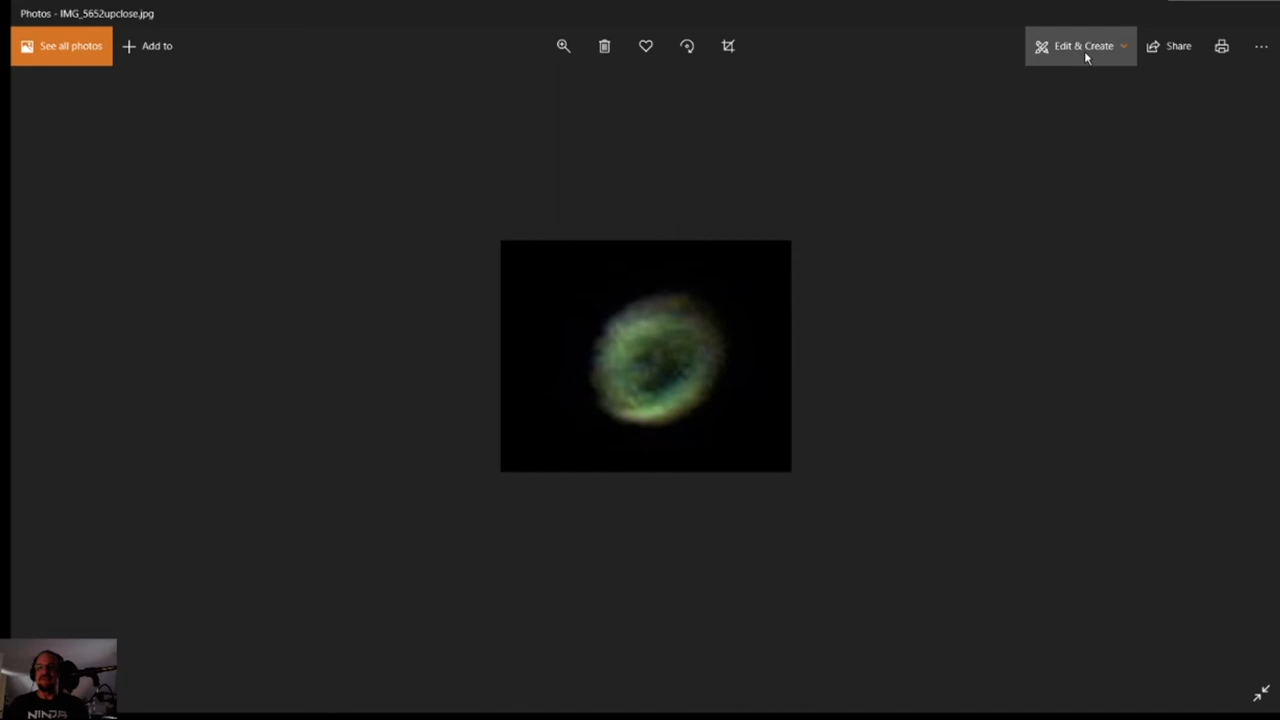 Photos - IMG_5652upclose.jpg
See all photos
Add to
Edit & Create
Share
NINJA